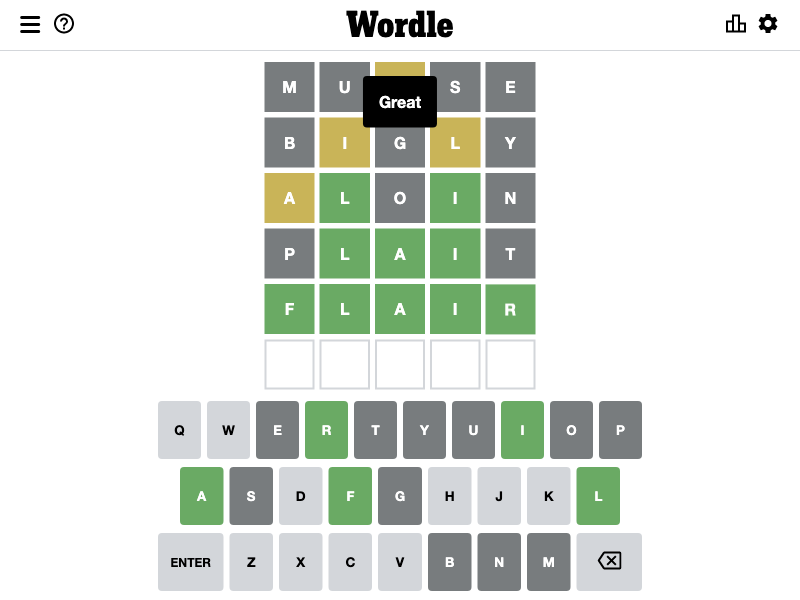 Wordle
M U S E
Great
B I G L Y
A L O I N
P L A I T
F L A I R
Q W E R T Y U I O P
A S D F G H J K L
ENTER Z X C V B N M